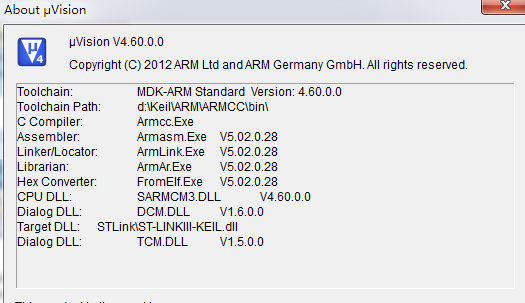 About µVision
µ
4
µVision V4.60.0.0
Copyright (C) 2012 ARM Ltd and ARM Germany GmbH. All rights reserved.
Toolchain: MDK-ARM Standard Version: 4.60.0.0
Toolchain Path: d:\Keil\ARM\ARMCC\bin\
C Compiler: Armcc.Exe
Assembler: Armasm.Exe V5.02.0.28
Linker/Locator: ArmLink.Exe V5.02.0.28
Librarian: ArmAr.Exe V5.02.0.28
Hex Converter: FromElf.Exe V5.02.0.28
CPU DLL: SARMCM3.DLL V4.60.0.0
Dialog DLL: DCM.DLL V1.6.0.0
Target DLL: STLink\ST-LINKIII-KEIL.dll
Dialog DLL: TCM.DLL V1.5.0.0